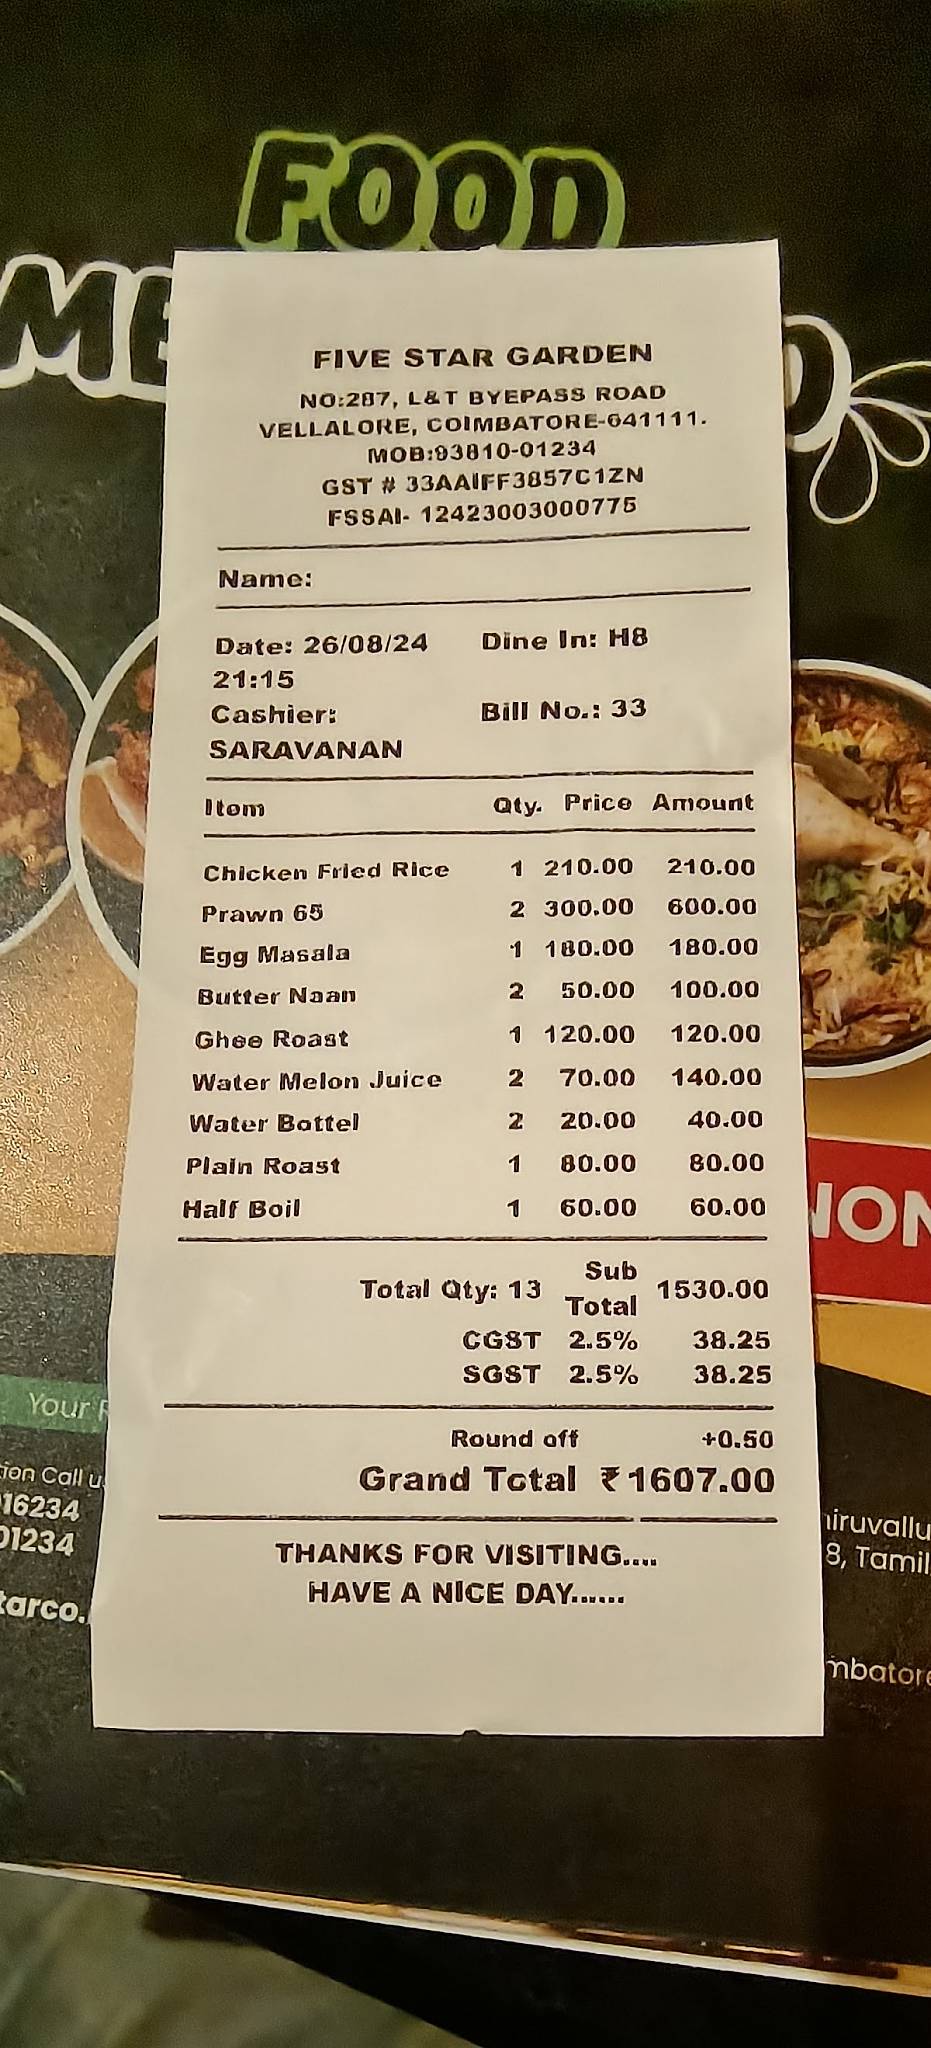 FOOD
FIVE STAR GARDEN
NO:287, L&T BYEPASS ROAD
VELLALORE, COIMBATORE-641111.
MOB:93810-01234
GST # 33AAIFF3857C1ZN
FSSAI- 12423003000775
Name:
Date: 26/08/24 Dine In: H8
21:15
Cashier: Bill No.: 33
SARAVANAN
Item Qty. Price Amount
Chicken Fried Rice 1 210.00 210.00
Prawn 65 2 300.00 600.00
Egg Masala 1 180.00 180.00
Butter Naan 2 50.00 100.00
Ghee Roast 1 120.00 120.00
Water Melon Juice 2 70.00 140.00
Water Bottel 2 20.00 40.00
Plain Roast 1 80.00 80.00
Half Boil 1 60.00 60.00
Total Qty: 13 Sub Total 1530.00
CGST 2.5% 38.25
SGST 2.5% 38.25
Round off +0.50
Grand Total ₹1607.00
THANKS FOR VISITING....
HAVE A NICE DAY......
Your
Call
16234
01234
8, Tamil